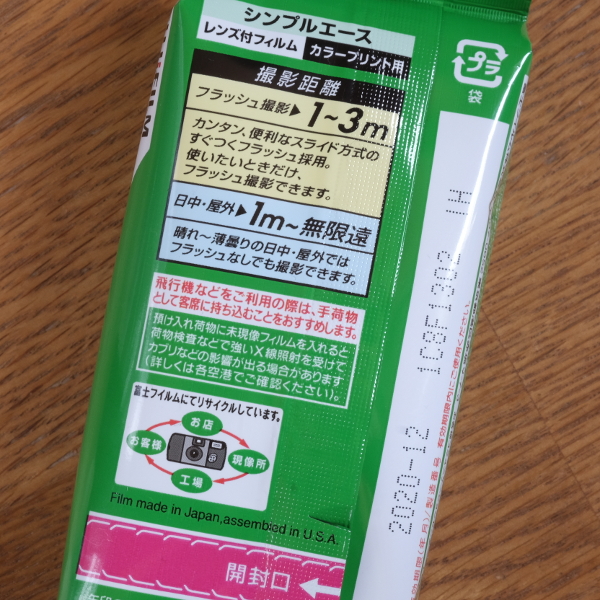 シンプルエース
レンズ付フィルム カラープリント用
撮影距離
フラッシュ撮影▶1~3m
カンタン、便利なスライド方式の
すぐつくフラッシュ採用。
使いたいときだけ、
フラッシュ撮影できます。
日中・屋外▶1m~無限遠
晴れ~薄曇りの日中・屋外では
フラッシュなしでも撮影できます。
飛行機などをご利用の際は、手荷物
として客席に持ち込むことをおすすめします。
預け入れ荷物に未現像フィルムを入れると
荷物検査などで強いX線照射を受けて
カブリなどの影響が出る場合があります
(詳しくは各空港でご確認ください)。
富士フイルムにてリサイクルしています。
お店
お客様
現像所
工場
Film made in Japan,assembled in U.S.A.
開封口
プラ
袋
2020-12 108F1302 IH